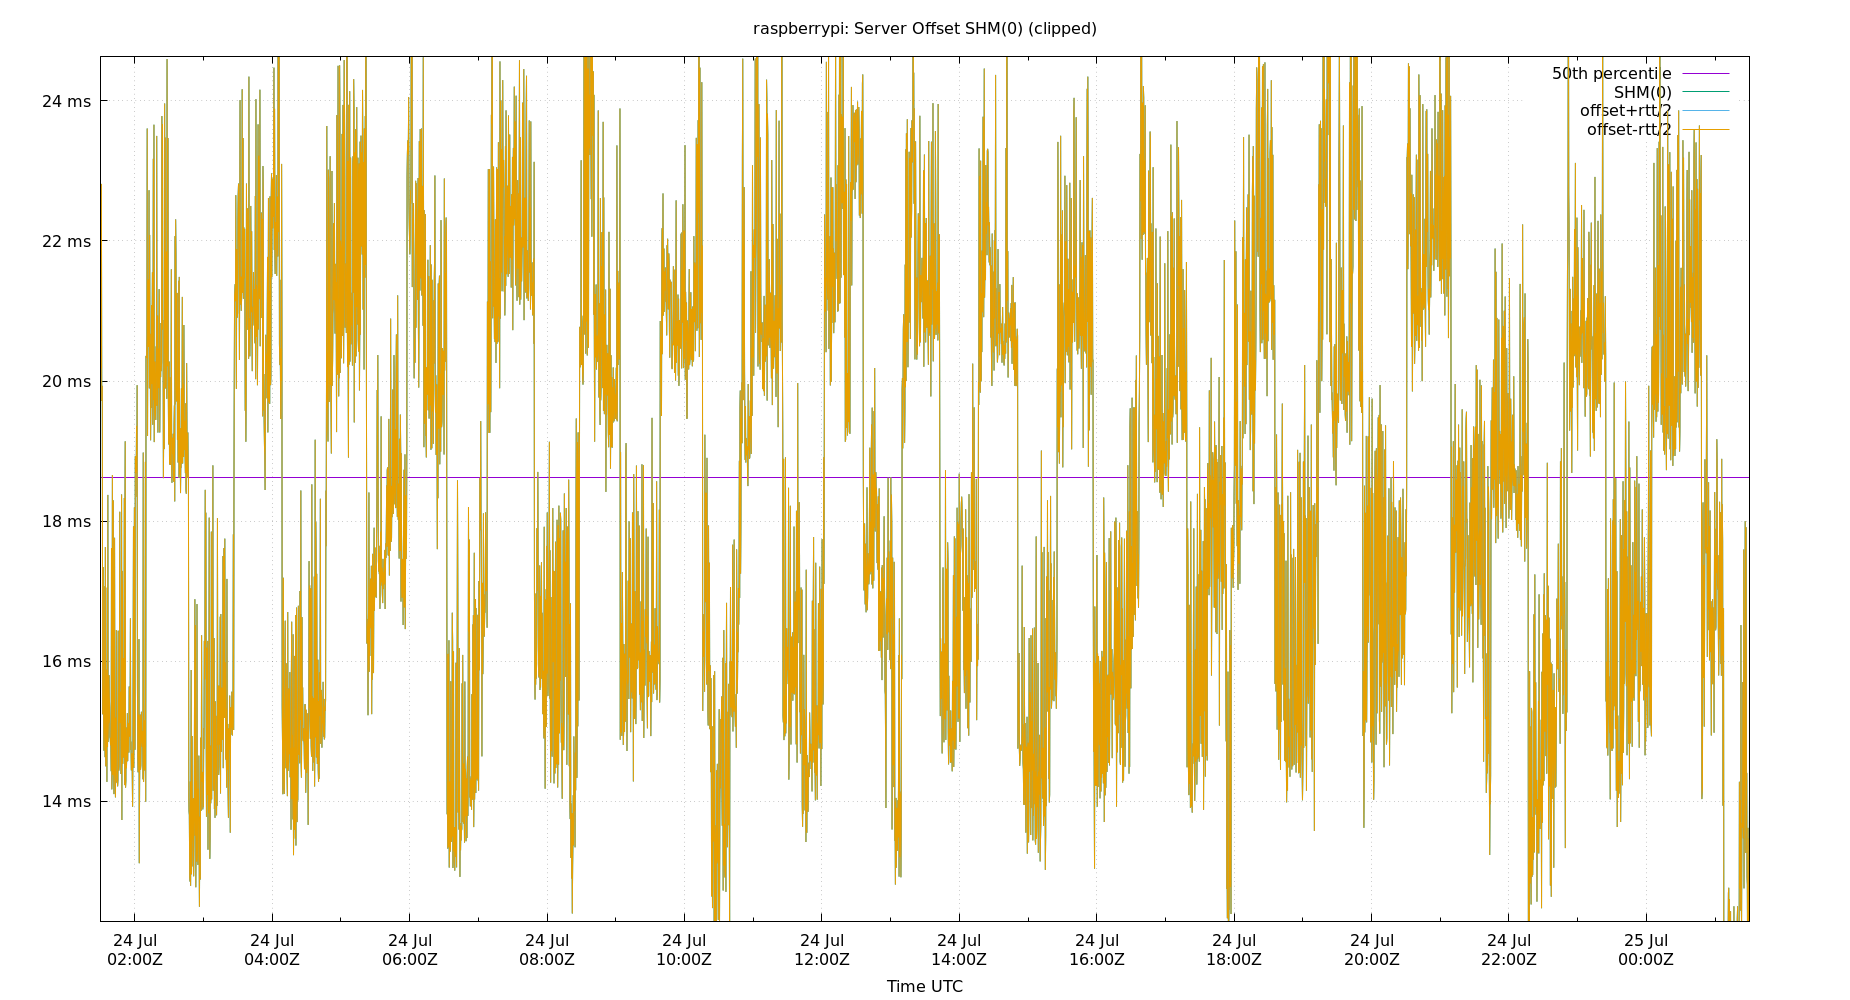 raspberrypi: Server Offset SHM(0) (clipped)
50th percentile
SHM(0)
offset+rtt/2
offset-rtt/2
24 ms
22 ms
20 ms
18 ms
16 ms
14 ms
24 Jul 24 Jul 24 Jul 24 Jul 24 Jul 24 Jul 24 Jul 24 Jul 24 Jul 24 Jul 24 Jul 25 Jul
02:00Z 04:00Z 06:00Z 08:00Z 10:00Z 12:00Z 14:00Z 16:00Z 18:00Z 20:00Z 22:00Z 00:00Z
Time UTC